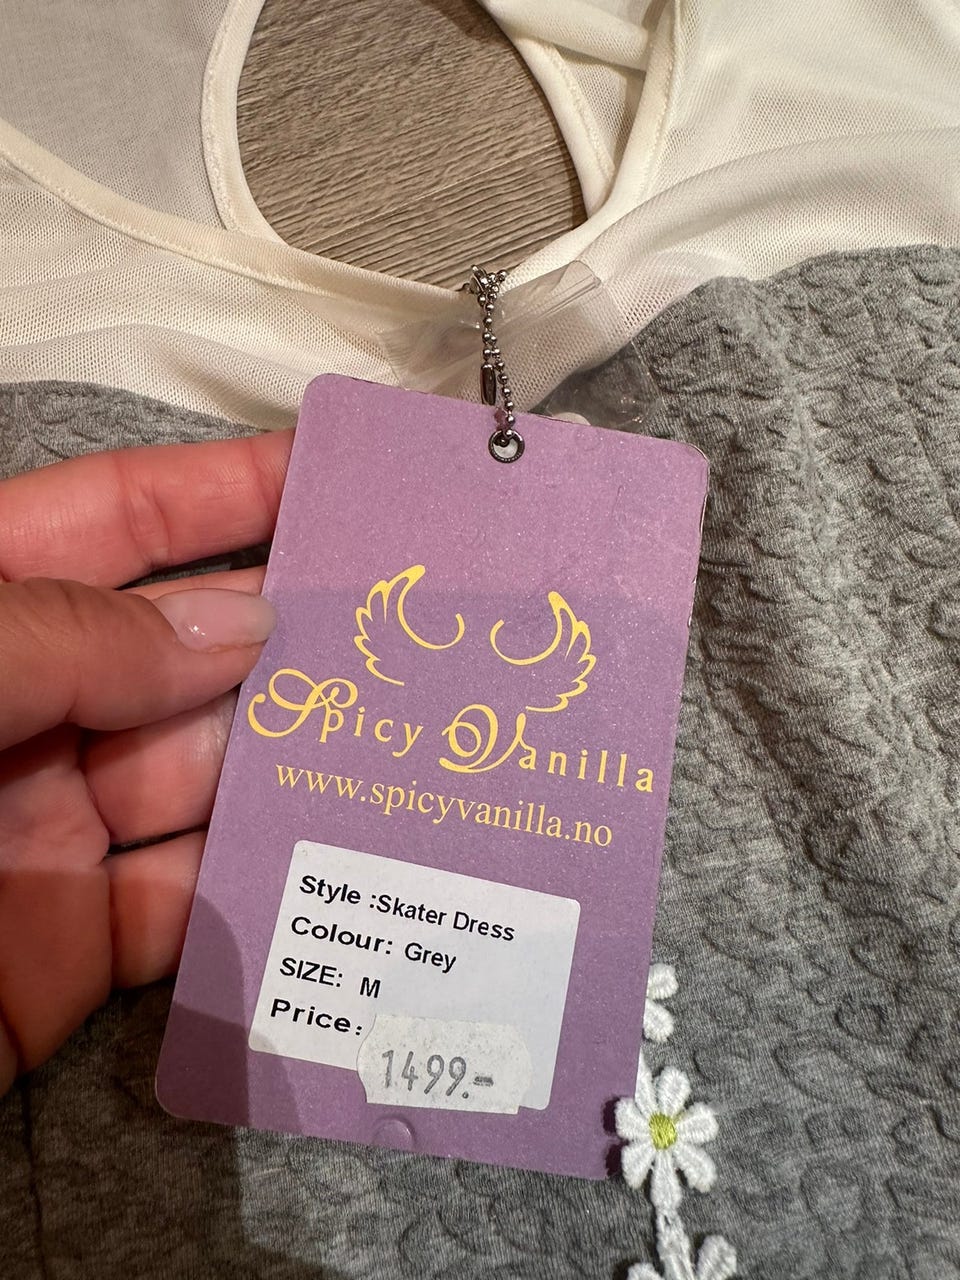 Spicy Vanilla
www.spicyvanilla.no
Style :Skater Dress
Colour: Grey
SIZE: M
Price:
1499.-